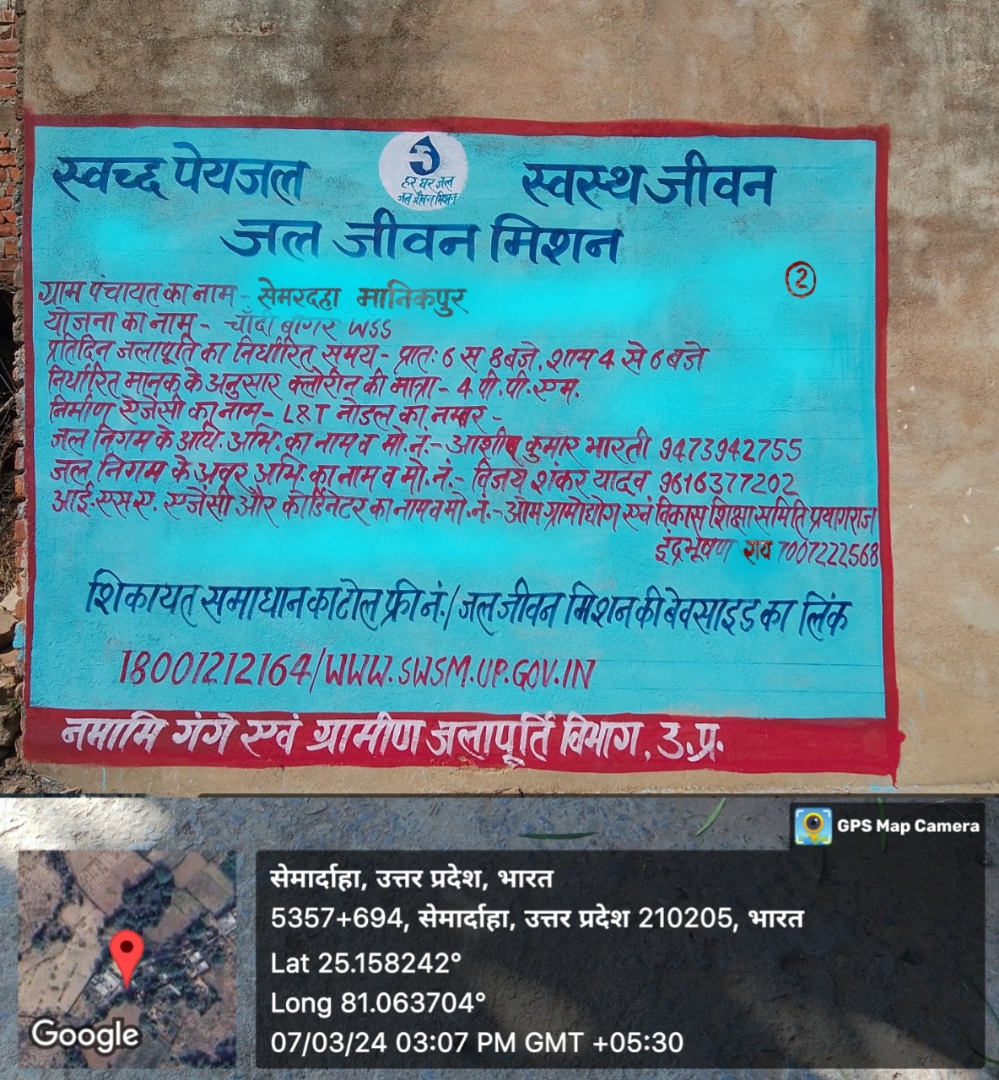 स्वच्छ पेयजल
हर घर जल
जल जीवन मिशन
स्वस्थ जीवन
जल जीवन मिशन
2
ग्राम पंचायत का नाम - सेमरदहा मानिकपुर
योजना का नाम - चाँदी बांगर WSS
प्रतिदिन जलापूर्ति का निर्धारित समय - प्रातः 6 स 8 बजे, शाम 4 से 6 बजे
निर्धारित मानक के अनुसार क्लोरीन की मात्रा - 4 पी.पी.एम.
निर्माण एजेंसी का नाम - L&T नोडल का नम्बर -
जल निगम के अधि. अभि. का नाम व मो.नं. - आशीष कुमार भारती 9473942755
जल निगम के अवर अभि. का नाम व मो. नं. - विजय शंकर यादव 9616377202
आई.एस.ए. एजेंसी और कॉर्डिनेटर का नाम व मो. नं. - ओम ग्रामोद्योग एवं विकास शिक्षा समिति प्रयागराज
इंद्रभूषण राय 7007222568
शिकायत समाधान का टोल फ्री नं./जल जीवन मिशन की बेवसाइड का लिंक
18001212164/WWW.SWSM.UP.GOV.IN
नमामि गंगे एवं ग्रामीण जलापूर्ति विभाग, उ.प्र.
GPS Map Camera
सेमार्दाहा, उत्तर प्रदेश, भारत
5357+694, सेमार्दाहा, उत्तर प्रदेश 210205, भारत
Lat 25.158242°
Long 81.063704°
07/03/24 03:07 PM GMT +05:30
Google